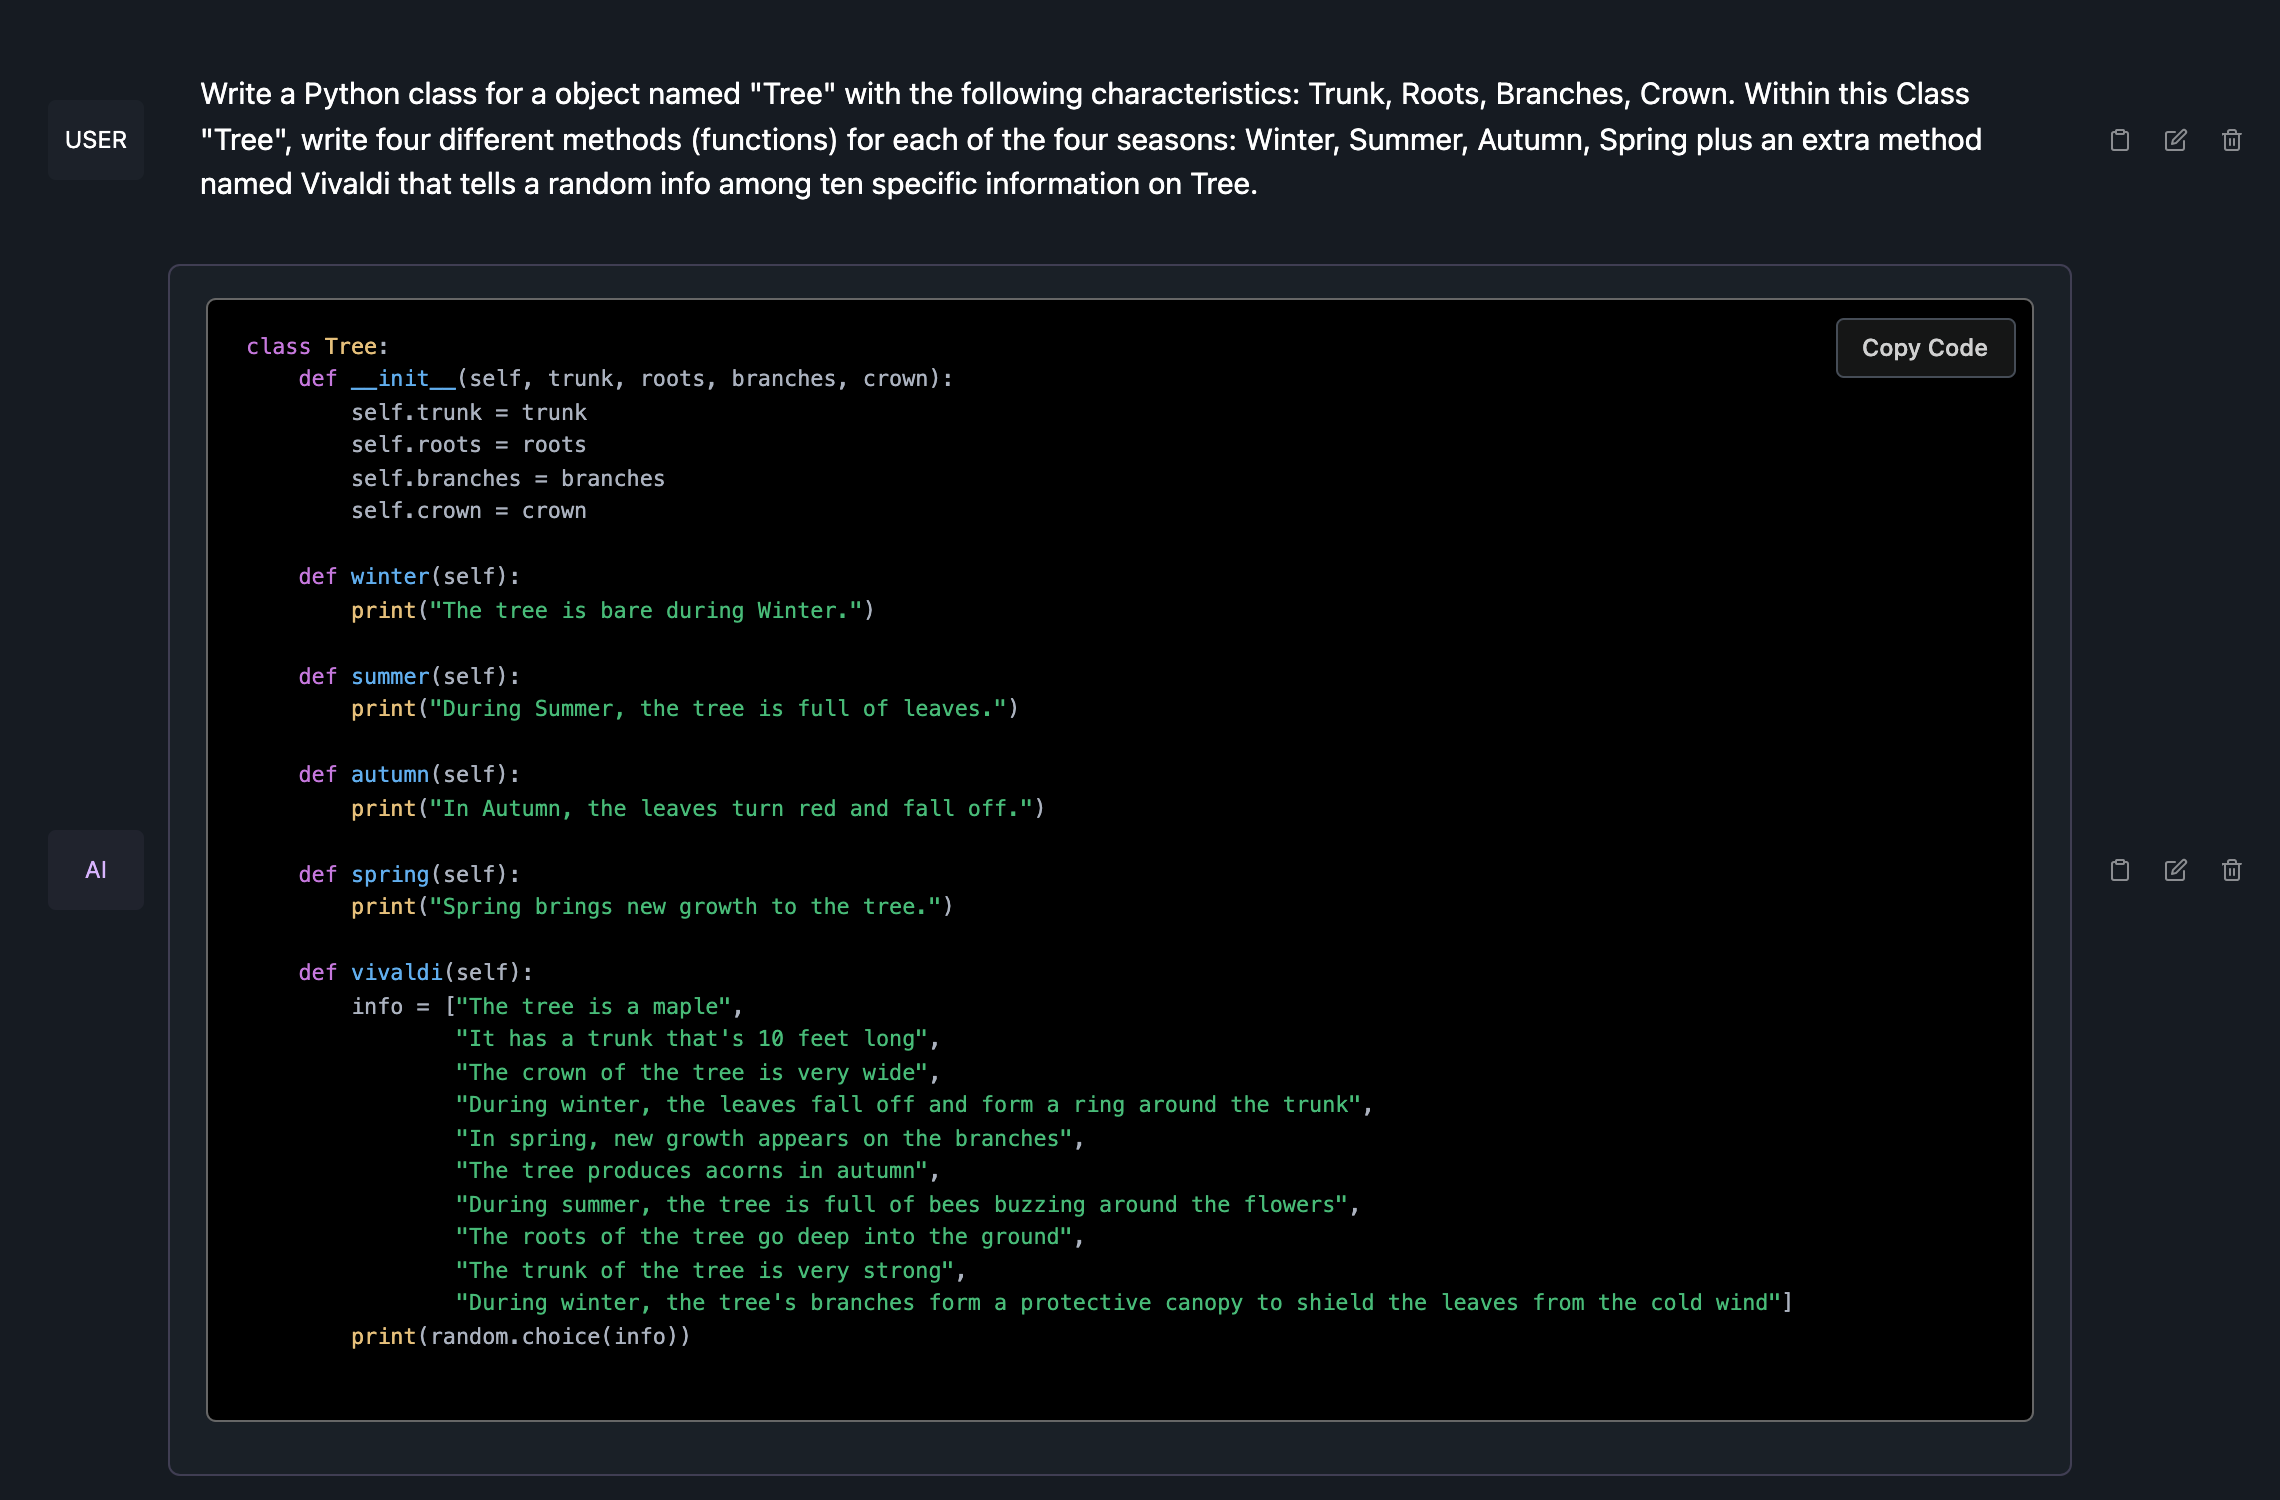 Write a Python class for a object named "Tree" with the following characteristics: Trunk, Roots, Branches, Crown. Within this Class
USER
"Tree", write four different methods (functions) for each of the four seasons: Winter, Summer, Autumn, Spring plus an extra method
named Vivaldi that tells a random info among ten specific information on Tree.
Copy Code
class Tree:
    def __init__(self, trunk, roots, branches, crown):
        self.trunk = trunk
        self.roots = roots
        self.branches = branches
        self.crown = crown
    def winter(self):
        print("The tree is bare during Winter.")
    def summer(self):
        print("During Summer, the tree is full of leaves.")
    def autumn(self):
        print("In Autumn, the leaves turn red and fall off.")
AI
    def spring(self):
        print("Spring brings new growth to the tree.")
    def vivaldi(self):
        info = ["The tree is a maple",
                "It has a trunk that's 10 feet long",
                "The crown of the tree is very wide",
                "During winter, the leaves fall off and form a ring around the trunk",
                "In spring, new growth appears on the branches",
                "The tree produces acorns in autumn",
                "During summer, the tree is full of bees buzzing around the flowers",
                "The roots of the tree go deep into the ground",
                "The trunk of the tree is very strong",
                "During winter, the tree's branches form a protective canopy to shield the leaves from the cold wind"]
        print(random.choice(info))